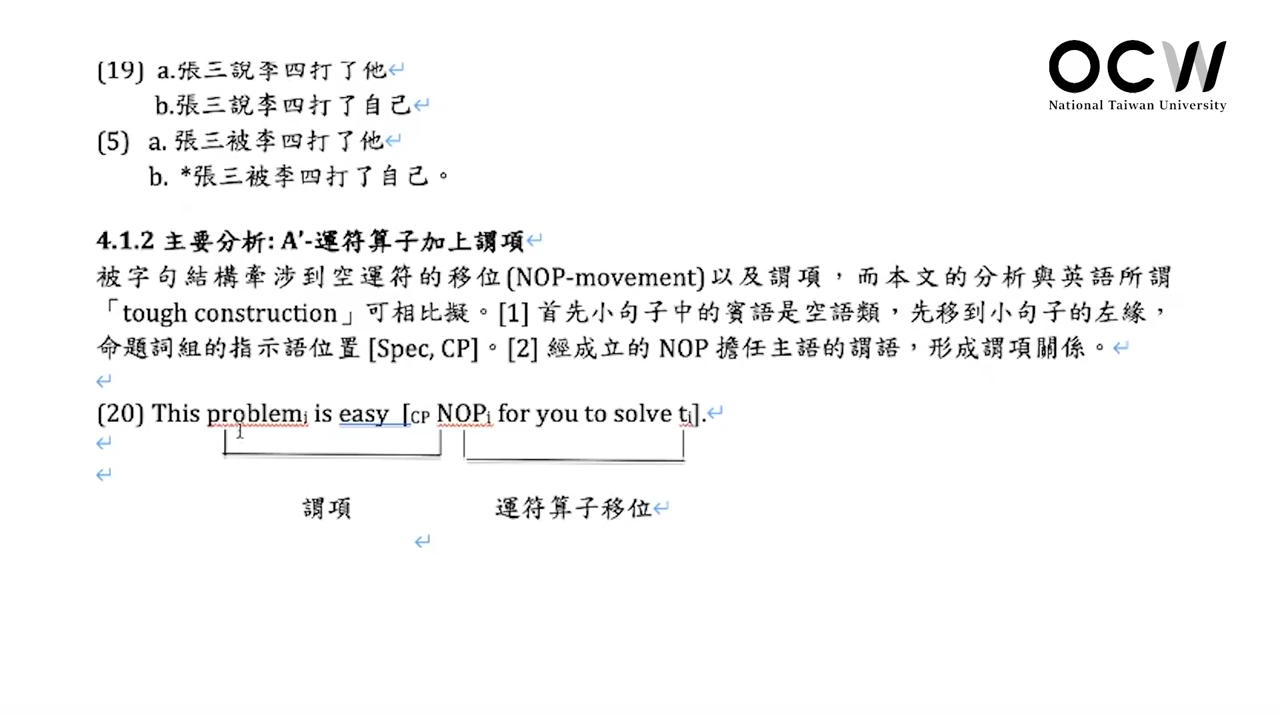 OCW
National Taiwan University
(19) a.張三說李四打了他↵
b.張三說李四打了自己↵
(5) a. 張三被李四打了他↵
b. *張三被李四打了自己。
4.1.2 主要分析: A′-運符算子加上謂項↵
被字句結構牽涉到空運符的移位(NOP-movement)以及謂項，而本文的分析與英語所謂
「tough construction」可相比擬。[1] 首先小句子中的賓語是空語類，先移到小句子的左緣，
命題詞組的指示語位置 [Spec, CP]。[2] 經成立的 NOP 擔任主語的謂語，形成謂項關係。↵
↵
(20) This problemⱼ is easy [CP NOPᵢ for you to solve tᵢ].↵
↵
↵
謂項 運符算子移位↵
↵